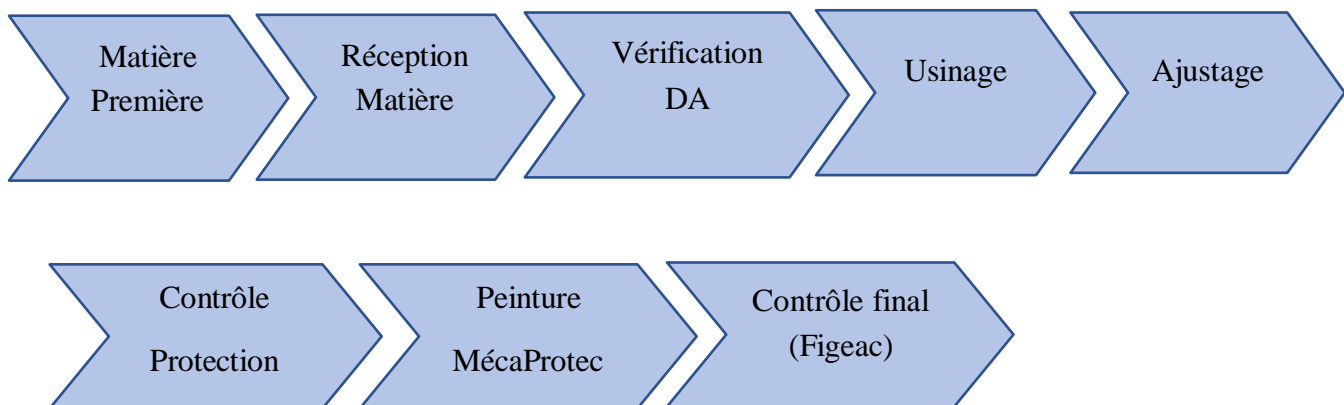 Matière
Première
Réception
Matière
Vérification
DA
Usinage
Ajustage
Contrôle
Protection
Peinture
MécaProtec
Contrôle final
(Figeac)